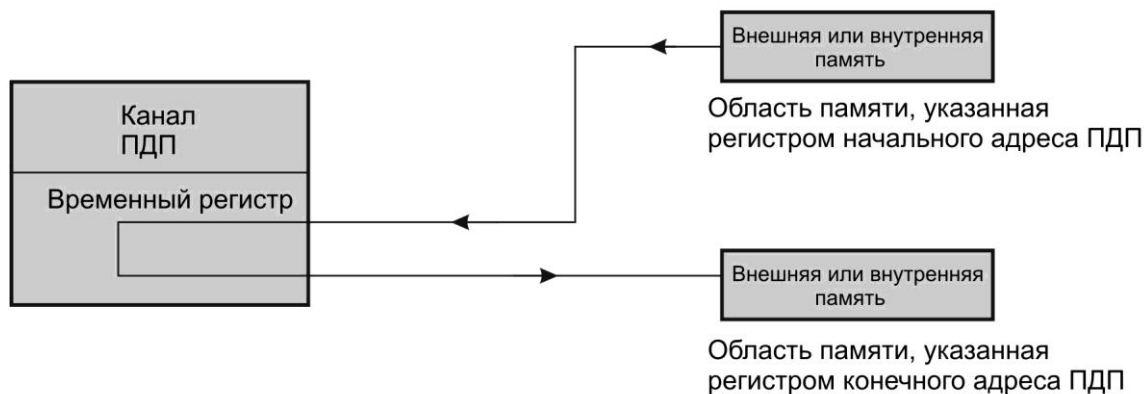 Внешняя или внутренняя
память
Область памяти, указанная
регистром начального адреса ПДП
Канал
ПДП
Временный регистр
Внешняя или внутренняя
память
Область памяти, указанная
регистром конечного адреса ПДП